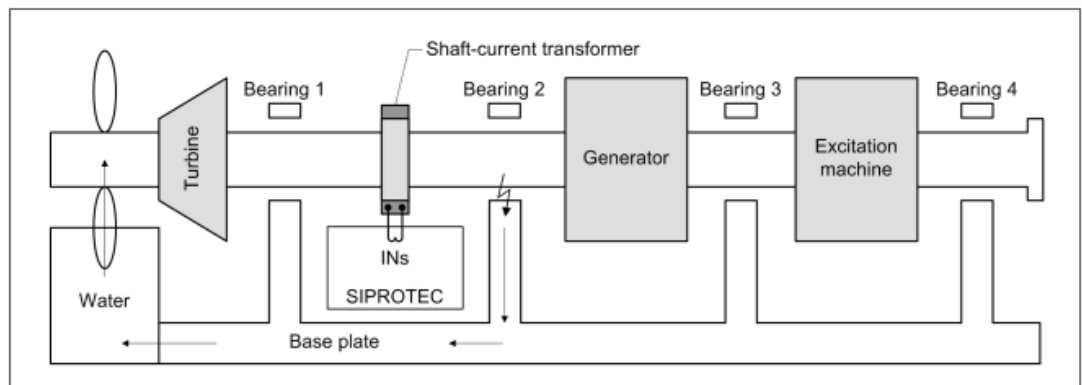 Shaft-current transformer
Bearing 1
Bearing 2
Bearing 3
Bearing 4
Turbine
Generator
Excitation
machine
INs
SIPROTEC
Water
Base plate